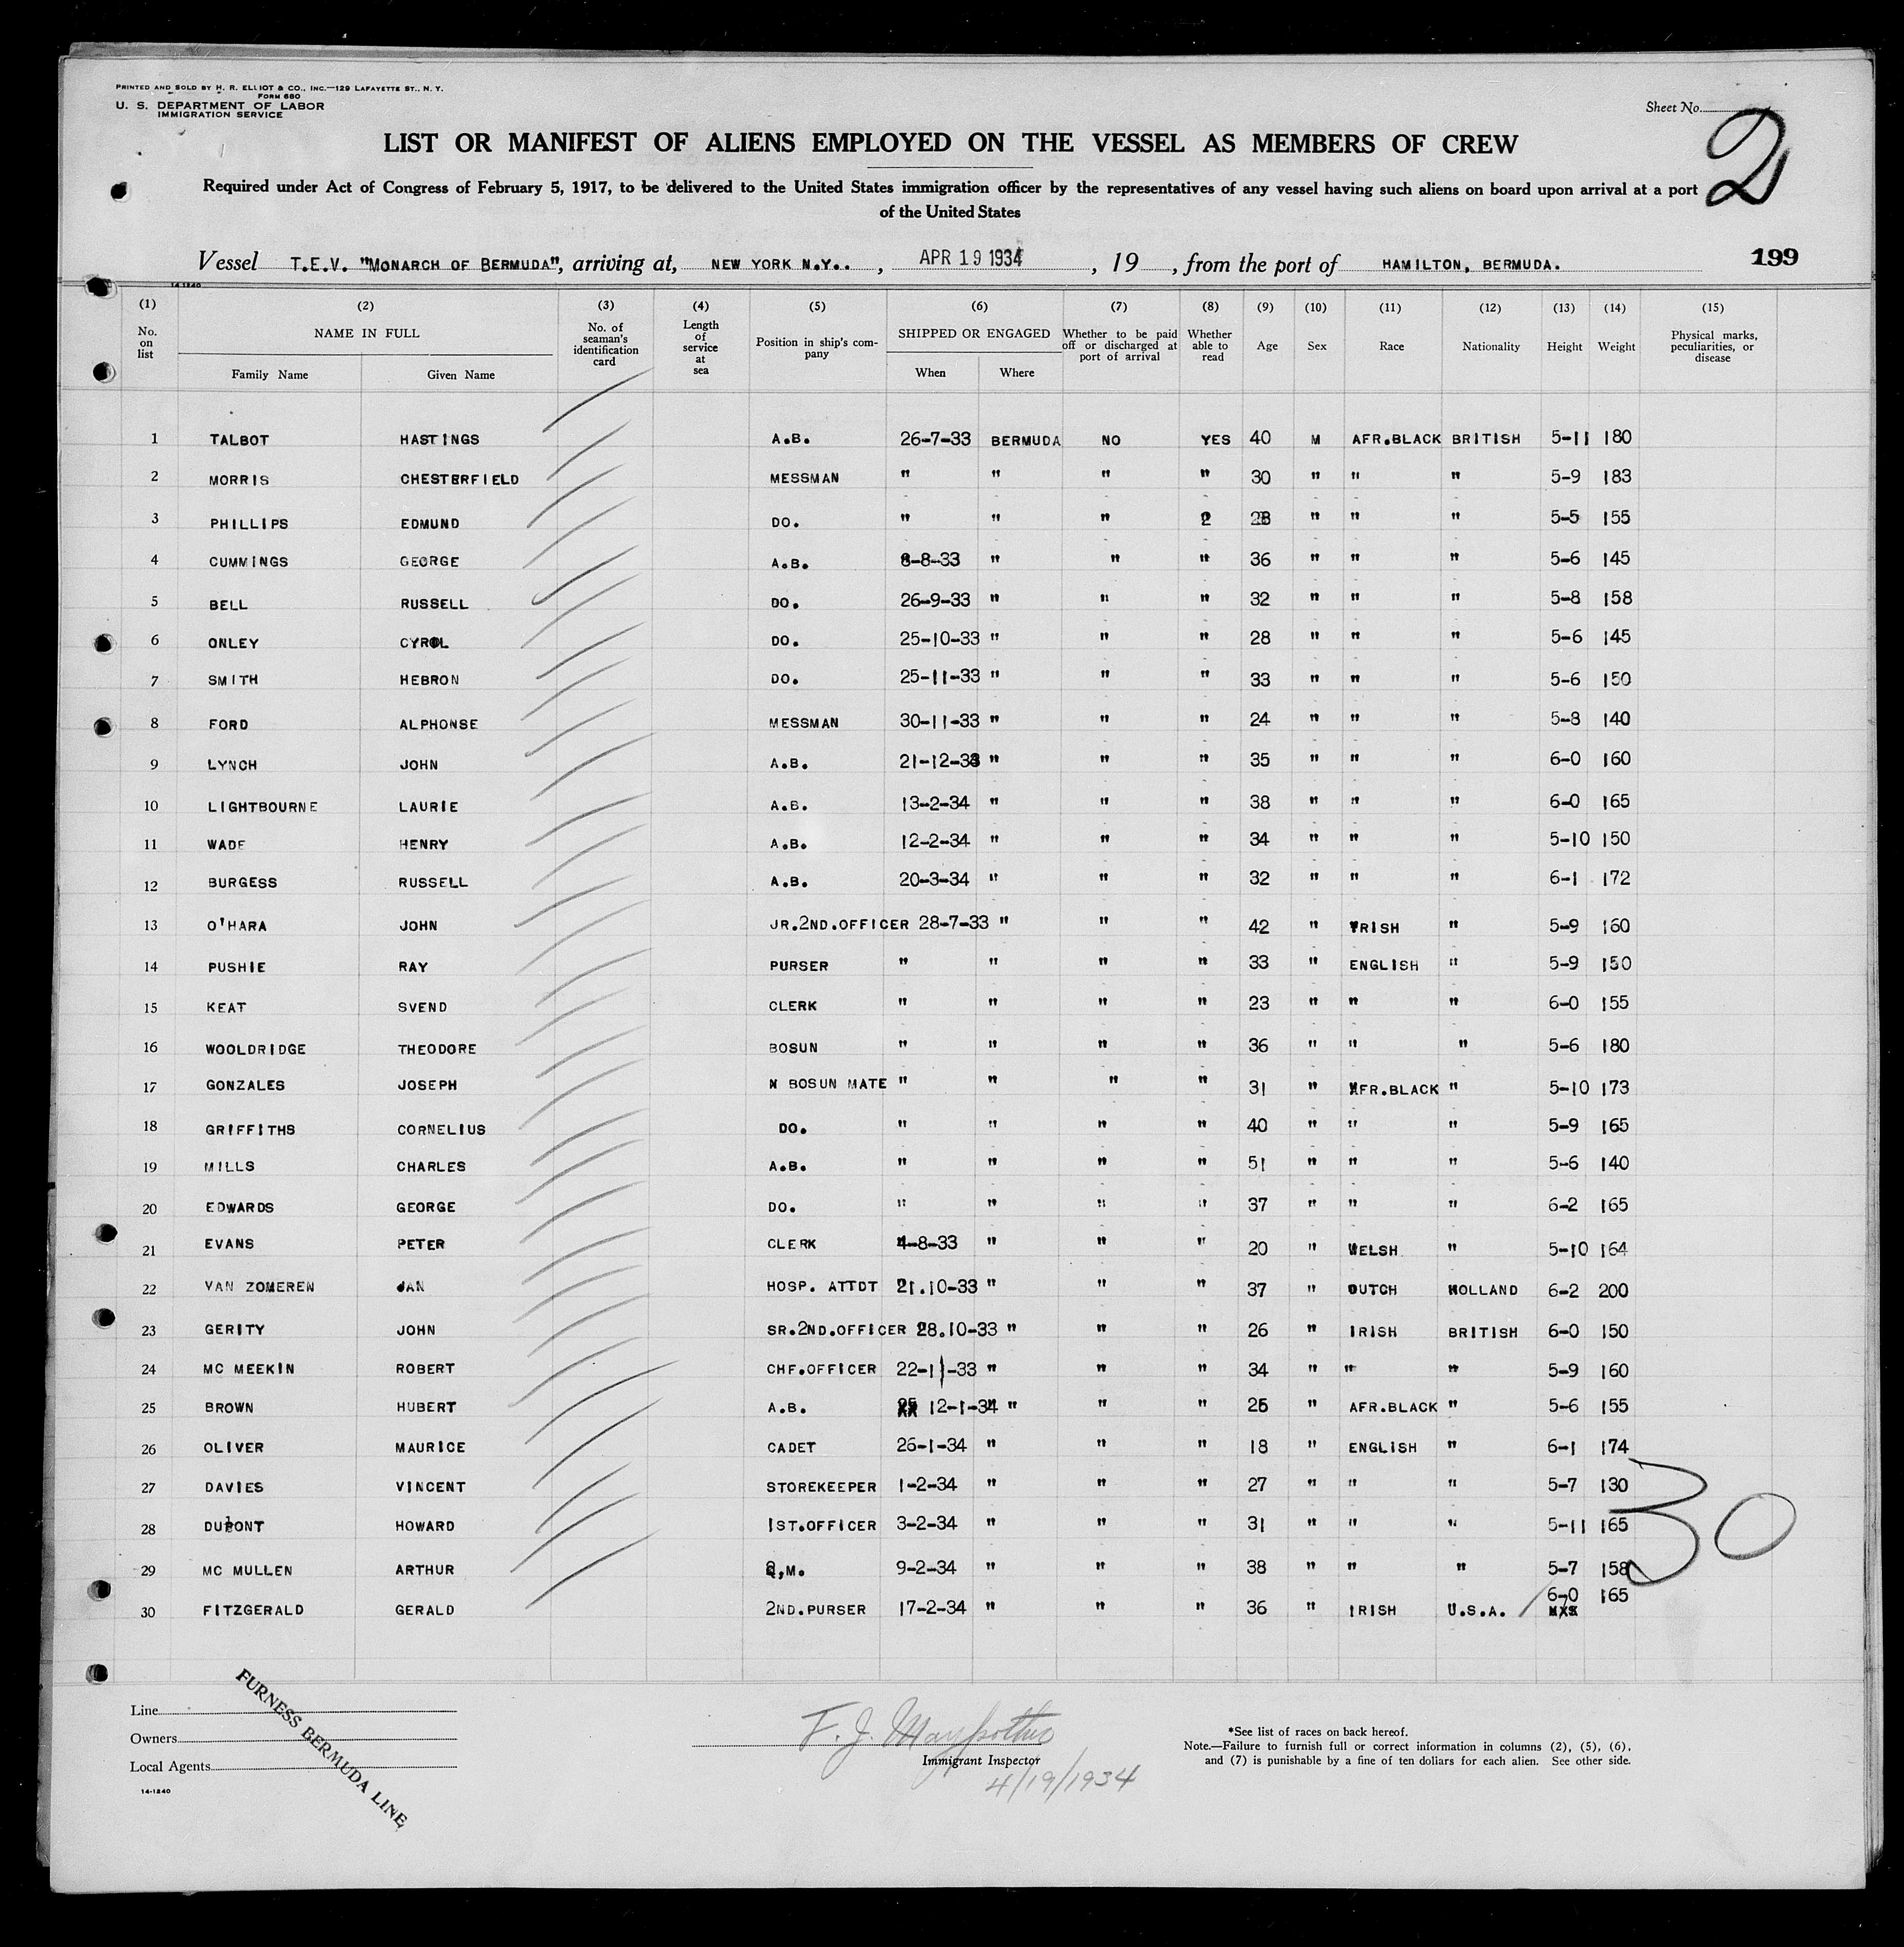 PRINTED AND SOLD BY H. R. ELLIOT & CO., INC.—129 LAFAYETTE ST., N. Y.
FORM 680
U. S. DEPARTMENT OF LABOR
IMMIGRATION SERVICE
Sheet No.
2
LIST OR MANIFEST OF ALIENS EMPLOYED ON THE VESSEL AS MEMBERS OF CREW
Required under Act of Congress of February 5, 1917, to be delivered to the United States immigration officer by the representatives of any vessel having such aliens on board upon arrival at a port
of the United States
Vessel T.E.V. "MONARCH OF BERMUDA", arriving at, NEW YORK N.Y.. , APR 19 1934 , 19 , from the port of HAMILTON, BERMUDA. 199
14-1240
(1) (2) (3) (4) (5) (6) (7) (8) (9) (10) (11) (12) (13) (14) (15)
No. on list NAME IN FULL Family Name Given Name No. of seaman's identification card Length of service at sea Position in ship's company SHIPPED OR ENGAGED When Where Whether to be paid off or discharged at port of arrival Whether able to read Age Sex Race Nationality Height Weight Physical marks, peculiarities, or disease
1 TALBOT HASTINGS A.B. 26-7-33 BERMUDA NO YES 40 M AFR.BLACK BRITISH 5-11 180
2 MORRIS CHESTERFIELD MESSMAN " " " " 30 " " " 5-9 183
3 PHILLIPS EDMUND DO. " " " " " " " 5-5 155
4 CUMMINGS GEORGE A.B. 8-8-33 " " " 36 " " " 5-6 145
5 BELL RUSSELL DO. 26-9-33 " " " 32 " " " 5-8 158
6 ONLEY CYROL DO. 25-10-33 " " " 28 " " " 5-6 145
7 SMITH HEBRON DO. 25-11-33 " " " 33 " " " 5-6 150
8 FORD ALPHONSE MESSMAN 30-11-33 " " " 24 " " " 5-8 140
9 LYNCH JOHN A.B. 21-12-33 " " " 35 " " " 6-0 160
10 LIGHTBOURNE LAURIE A.B. 13-2-34 " " " 38 " " " 6-0 165
11 WADE HENRY A.B. 12-2-34 " " " 34 " " " 5-10 150
12 BURGESS RUSSELL A.B. 20-3-34 " " " 32 " " " 6-1 172
13 O'HARA JOHN JR.2ND.OFFICER 28-7-33 " " " 42 " IRISH " 5-9 160
14 PUSHIE RAY PURSER " " " " 33 " ENGLISH " 5-9 150
15 KEAT SVEND CLERK " " " " 23 " " " 6-0 155
16 WOOLDRIDGE THEODORE BOSUN " " " " 36 " " " 5-6 180
17 GONZALES JOSEPH BOSUN MATE " " " " 31 " AFR.BLACK " 5-10 173
18 GRIFFITHS CORNELIUS DO. " " " " 40 " " " 5-9 165
19 MILLS CHARLES A.B. " " " " 51 " " " 5-6 140
20 EDWARDS GEORGE DO. " " " " 37 " " " 6-2 165
21 EVANS PETER CLERK 4-8-33 " " " 20 " WELSH " 5-10 164
22 VAN ZOMEREN JAN HOSP. ATTDT 21.10-33 " " " 37 " DUTCH HOLLAND 6-2 200
23 GERITY JOHN SR.2ND.OFFICER 28.10-33 " " " 26 " IRISH BRITISH 6-0 150
24 MC MEEKIN ROBERT CHF.OFFICER 22-11-33 " " " 34 " " " 5-9 160
25 BROWN HUBERT A.B. 12-1-34 " " " 25 " AFR.BLACK " 5-6 155
26 OLIVER MAURICE CADET 26-1-34 " " " 18 " ENGLISH " 6-1 174
27 DAVIES VINCENT STOREKEEPER 1-2-34 " " " 27 " " " 5-7 130
28 DUPONT HOWARD 1ST.OFFICER 3-2-34 " " " 31 " " " 5-11 165
29 MC MULLEN ARTHUR Q.M. 9-2-34 " " " 38 " " " 5-7 158
30 FITZGERALD GERALD 2ND.PURSER 17-2-34 " " " 36 " IRISH U.S.A. 6-0 165
30
Line
Owners
Local Agents
FURNESS BERMUDA LINE
14-1240
F. J.
Immigrant Inspector
4/19/1934
*See list of races on back hereof.
Note.—Failure to furnish full or correct information in columns (2), (5), (6),
and (7) is punishable by a fine of ten dollars for each alien. See other side.